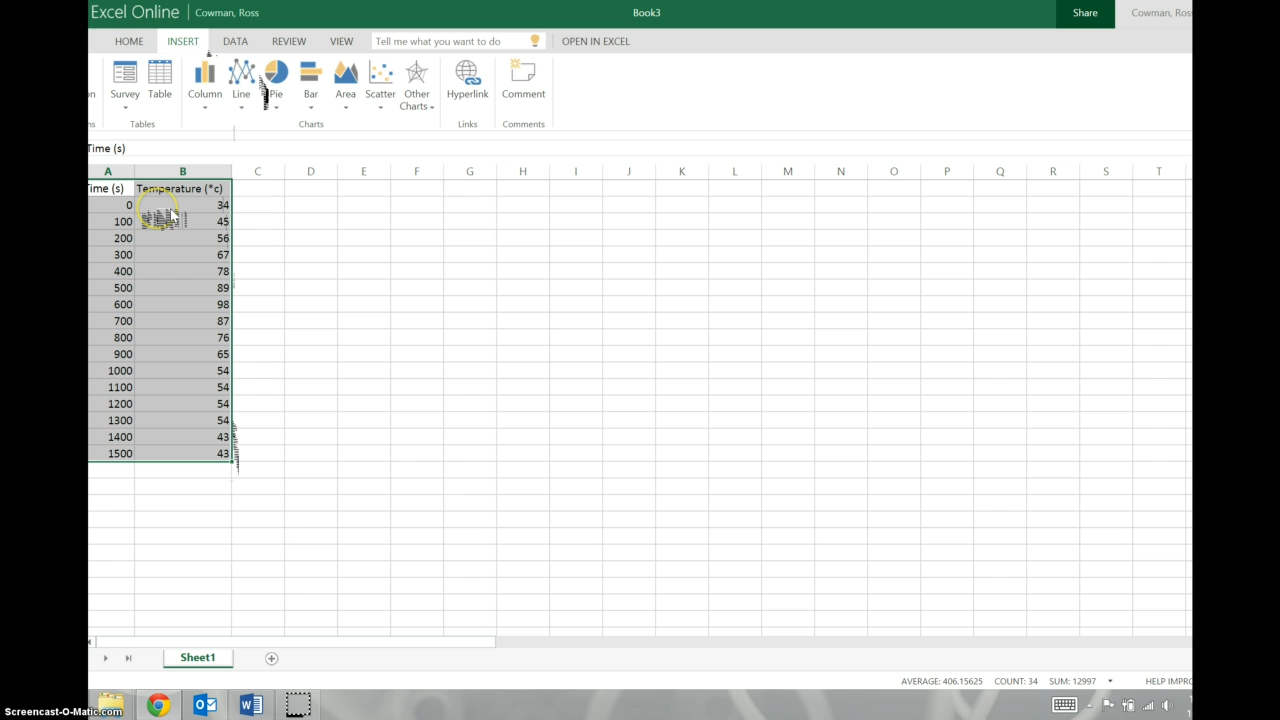 Excel Online Cowman, Ross Book3 Share Cowman, Ross
HOME INSERT DATA REVIEW VIEW Tell me what you want to do OPEN IN EXCEL
on Survey Table Column Line Pie Bar Area Scatter Other Charts Hyperlink Comment
ns Tables Charts Links Comments
Time (s)
A B C D E F G H I J K L M N O P Q R S T
Time (s) Temperature (*c)
0 34
100 45
200 56
300 67
400 78
500 89
600 98
700 87
800 76
900 65
1000 54
1100 54
1200 54
1300 54
1400 43
1500 43
Sheet1
AVERAGE: 406.15625 COUNT: 34 SUM: 12997 HELP IMPRO
Screencast-O-Matic.com